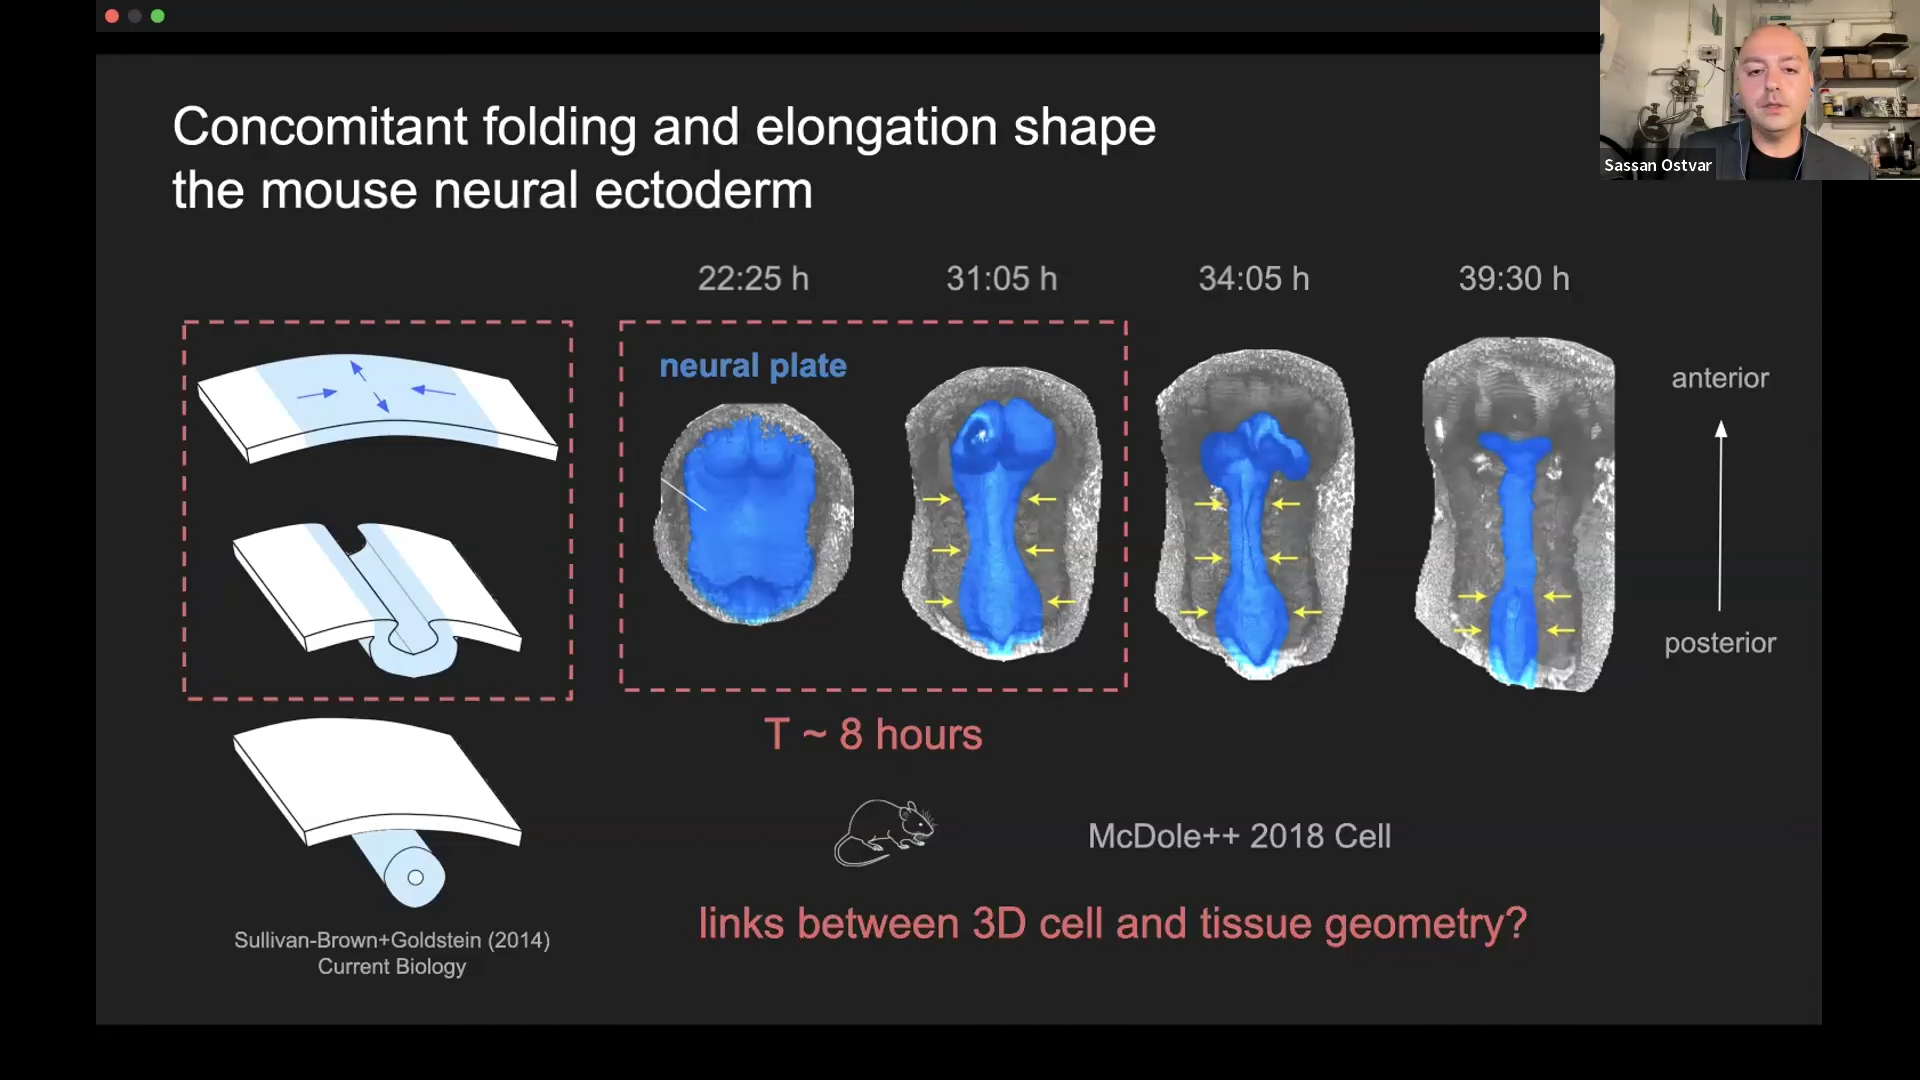 Sassan Ostvar
Concomitant folding and elongation shape
the mouse neural ectoderm
22:25 h
31:05 h
34:05 h
39:30 h
neural plate
anterior
posterior
T ~ 8 hours
McDole++ 2018 Cell
links between 3D cell and tissue geometry?
Sullivan-Brown+Goldstein (2014)
Current Biology